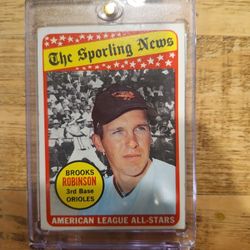 The Sporting News
BROOKS
ROBINSON
3rd Base
ORIOLES
AMERICAN LEAGUE ALL-STARS